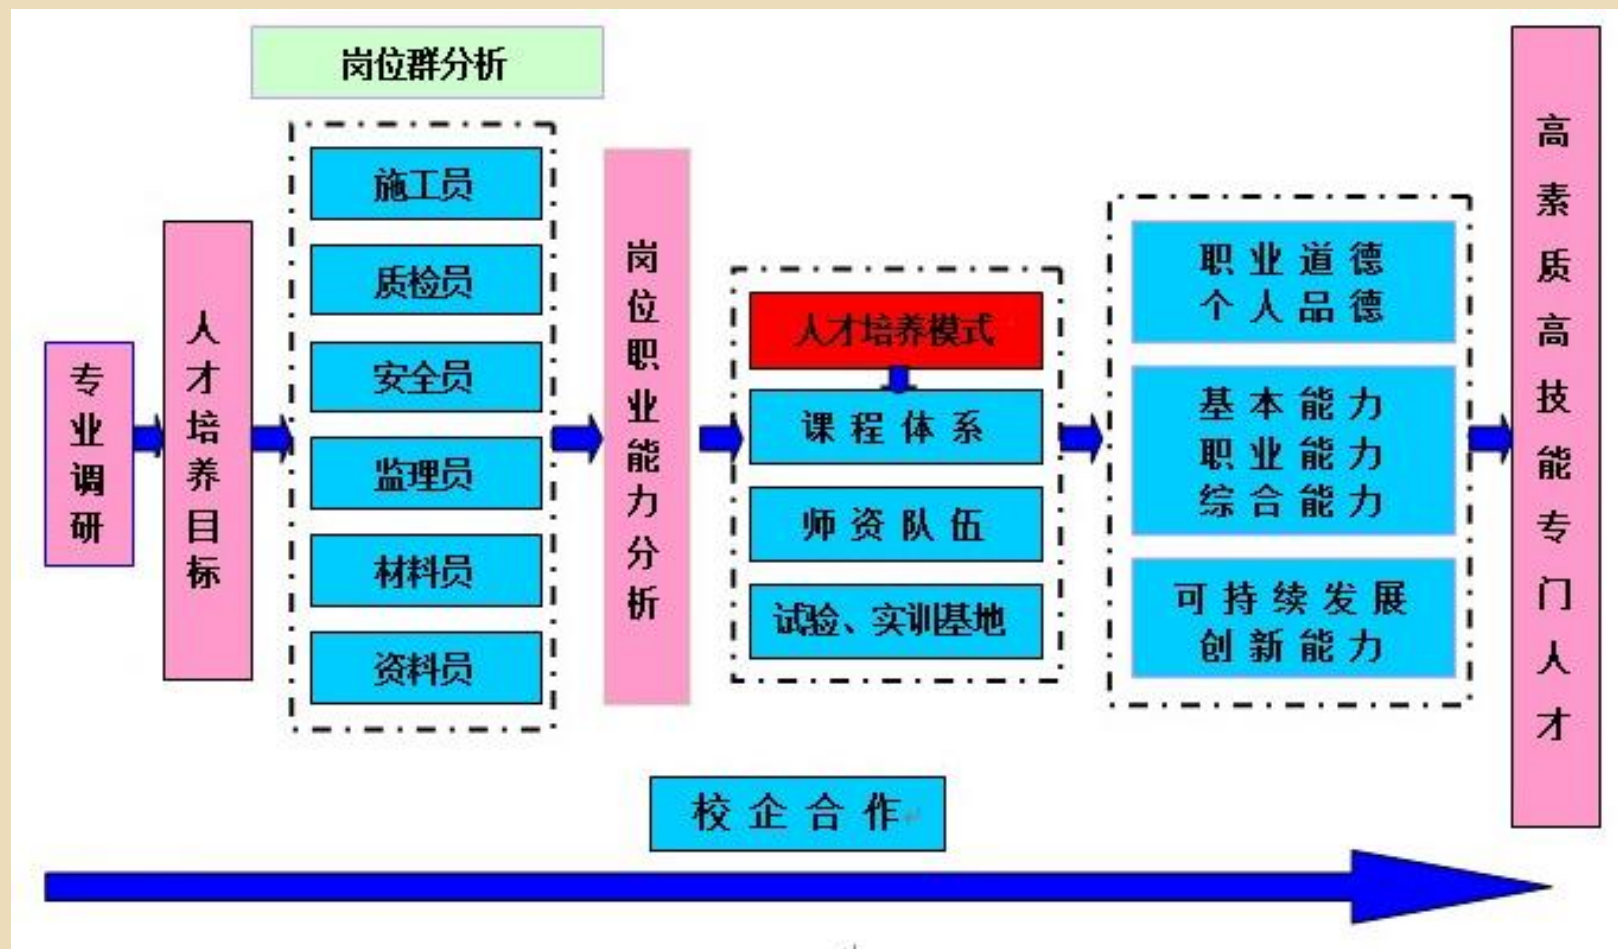 岗位群分析
专业调研
人才培养目标
施工员
质检员
安全员
监理员
材料员
资料员
岗位职业能力分析
人才培养模式
课程体系
师资队伍
试验、实训基地
职业道德
个人品德
基本能力
职业能力
综合能力
可持续发展
创新能力
高素质高技能专门人才
校企合作